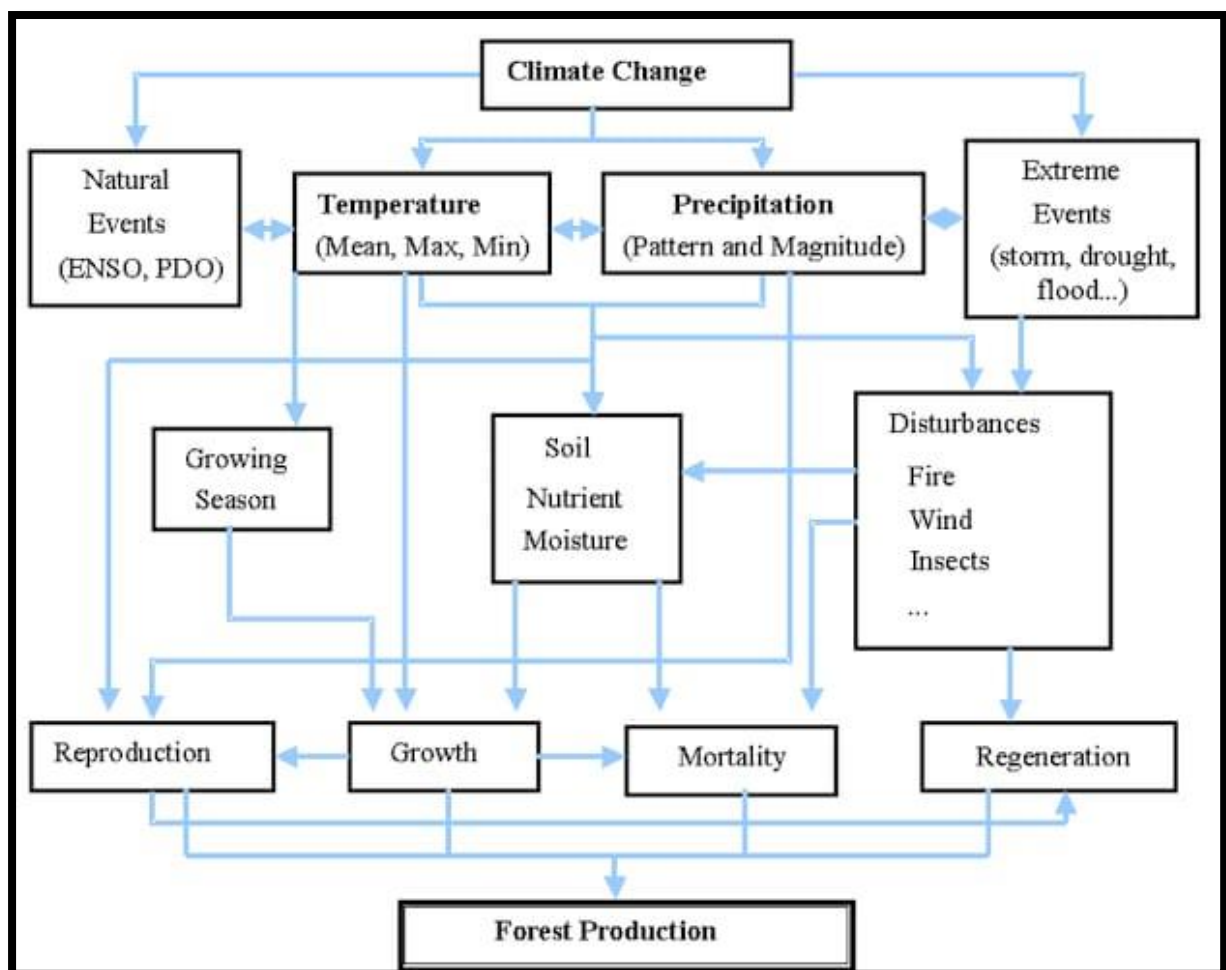 Climate Change
Natural
Events
(ENSO, PDO)
Temperature
(Mean, Max, Min)
Precipitation
(Pattern and Magnitude)
Extreme
Events
(storm, drought,
flood...)
Growing
Season
Soil
Nutrient
Moisture
Disturbances
Fire
Wind
Insects
...
Reproduction
Growth
Mortality
Regeneration
Forest Production